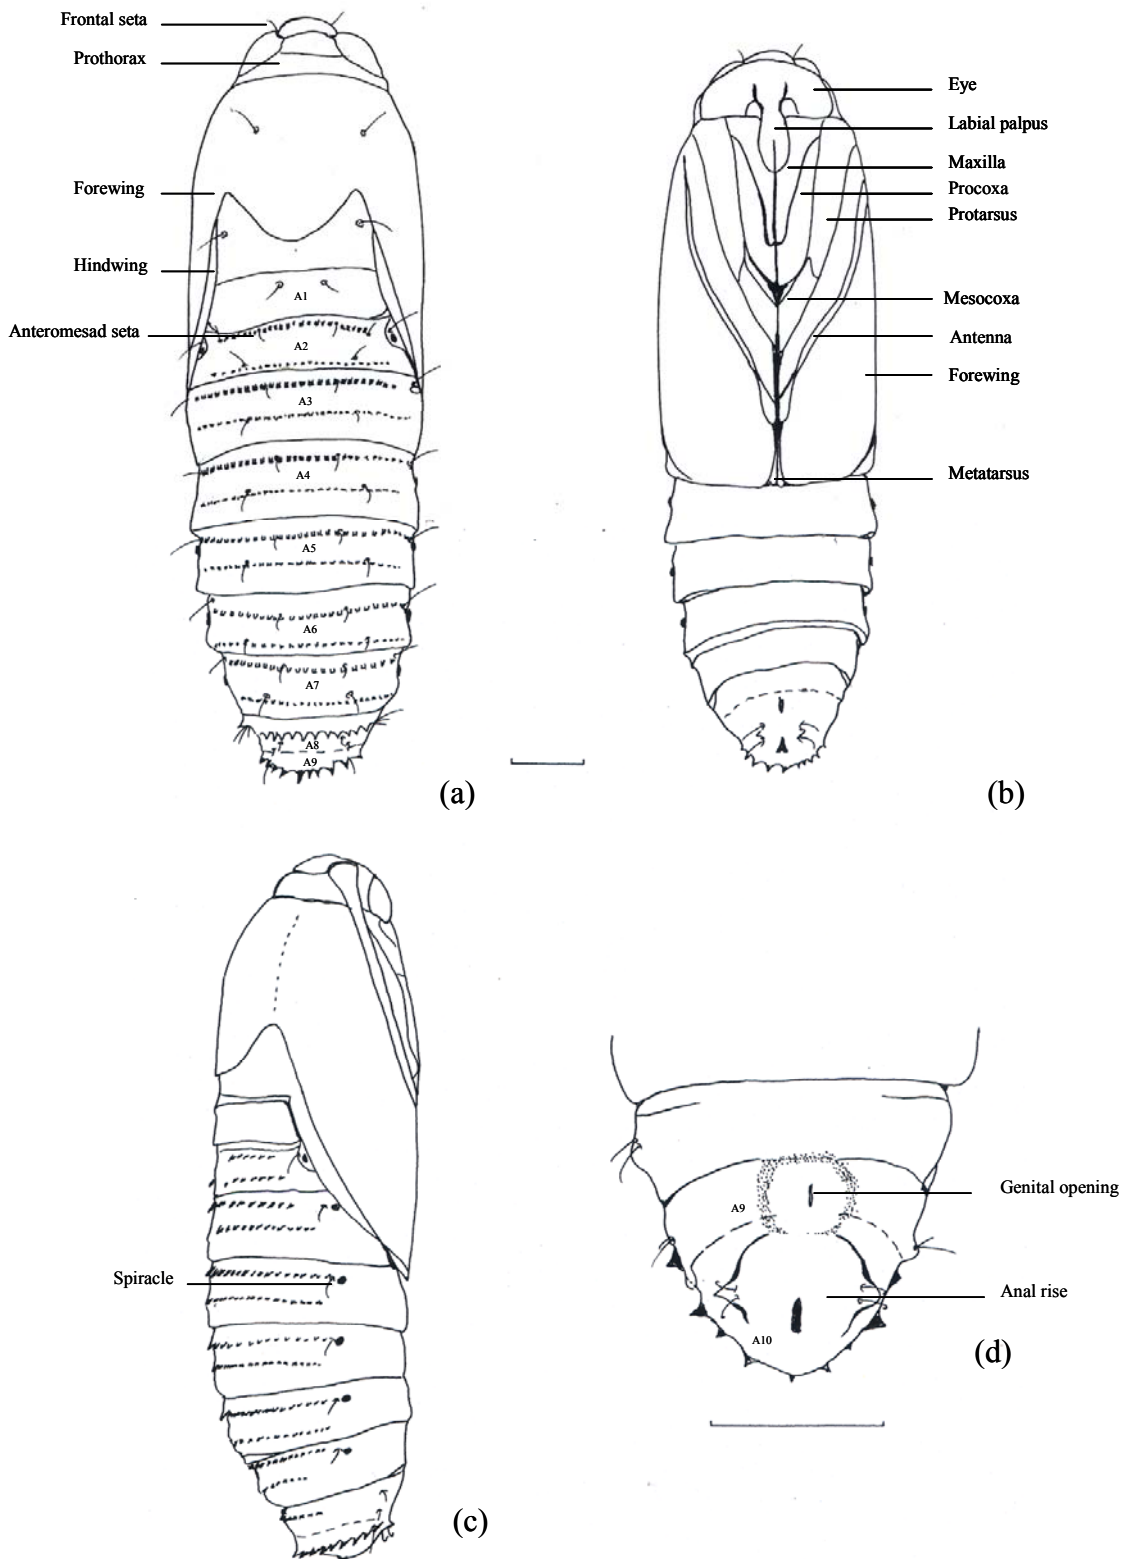 Frontal seta
Prothorax
Forewing
Hindwing
Anteromesad seta
A1
A2
A3
A4
A5
A6
A7
A8
A9
(a)
Eye
Labial palpus
Maxilla
Procoxa
Protarsus
Mesocoxa
Antenna
Forewing
Metatarsus
(b)
Spiracle
(c)
Genital opening
A9
Anal rise
A10
(d)